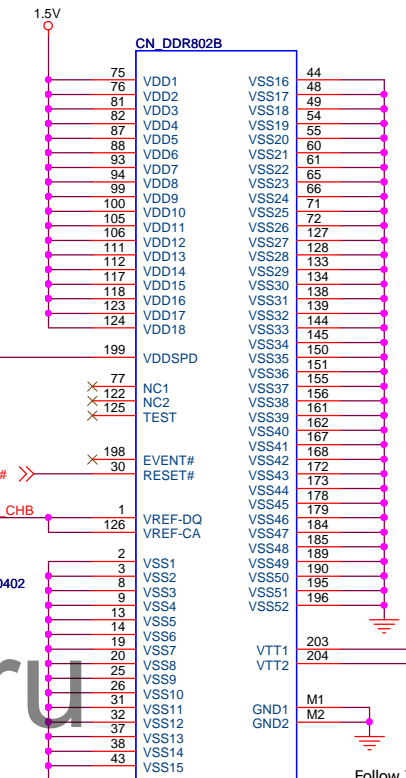 1.5V
CN_DDR802B
75 VDD1 VSS16 44
76 VDD2 VSS17 48
81 VDD3 VSS18 49
82 VDD4 VSS19 54
87 VDD5 VSS20 55
88 VDD6 VSS21 60
93 VDD7 VSS22 61
94 VDD8 VSS23 65
99 VDD9 VSS24 66
100 VDD10 VSS25 71
105 VDD11 VSS26 72
106 VDD12 VSS27 127
111 VDD13 VSS28 128
112 VDD14 VSS29 133
117 VDD15 VSS30 134
118 VDD16 VSS31 138
123 VDD17 VSS32 139
124 VDD18 VSS33 144
VSS34 145
199 VDDSPD VSS35 150
VSS36 151
77 NC1 VSS37 155
122 NC2 VSS38 156
125 TEST VSS39 161
VSS40 162
VSS41 167
198 EVENT# VSS42 168
# 30 RESET# VSS43 172
VSS44 173
VSS45 178
_CHB 1 VREF-DQ VSS46 179
126 VREF-CA VSS47 184
VSS48 185
2 VSS1 VSS49 189
3 VSS2 VSS50 190
0402 8 VSS3 VSS51 195
9 VSS4 VSS52 196
13 VSS5
14 VSS6
19 VSS7 VTT1 203
20 VSS8 VTT2 204
25 VSS9
26 VSS10
31 VSS11 GND1 M1
32 VSS12 GND2 M2
37 VSS13
38 VSS14
43 VSS15
ru
Follow